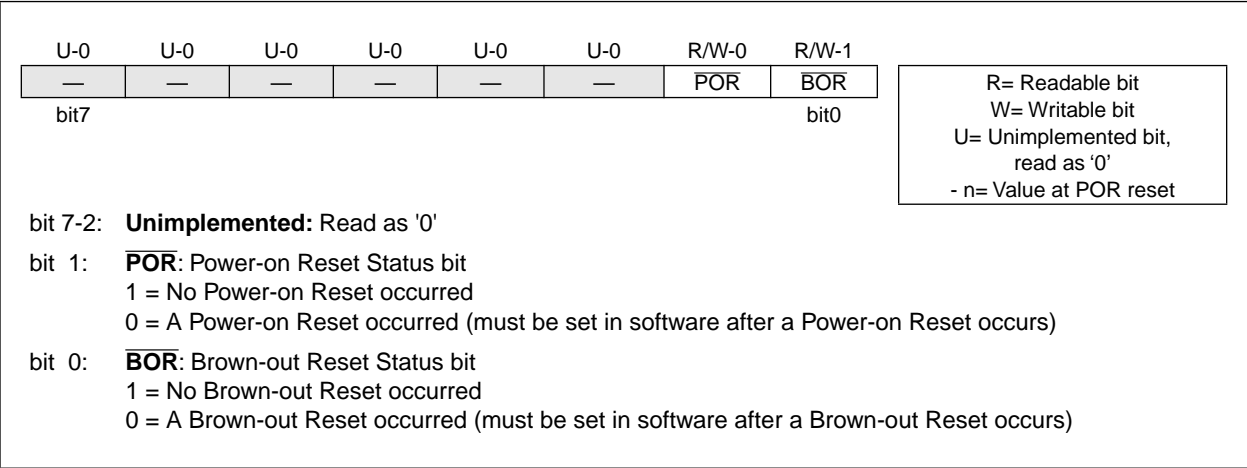 U-0 U-0 U-0 U-0 U-0 U-0 R/W-0 R/W-1
— — — — — — P̅O̅R̅ B̅O̅R̅
bit7 bit0
R= Readable bit
W= Writable bit
U= Unimplemented bit,
read as ‘0’
- n= Value at POR reset
bit 7-2: Unimplemented: Read as '0'
bit 1: P̅O̅R̅: Power-on Reset Status bit
1 = No Power-on Reset occurred
0 = A Power-on Reset occurred (must be set in software after a Power-on Reset occurs)
bit 0: B̅O̅R̅: Brown-out Reset Status bit
1 = No Brown-out Reset occurred
0 = A Brown-out Reset occurred (must be set in software after a Brown-out Reset occurs)